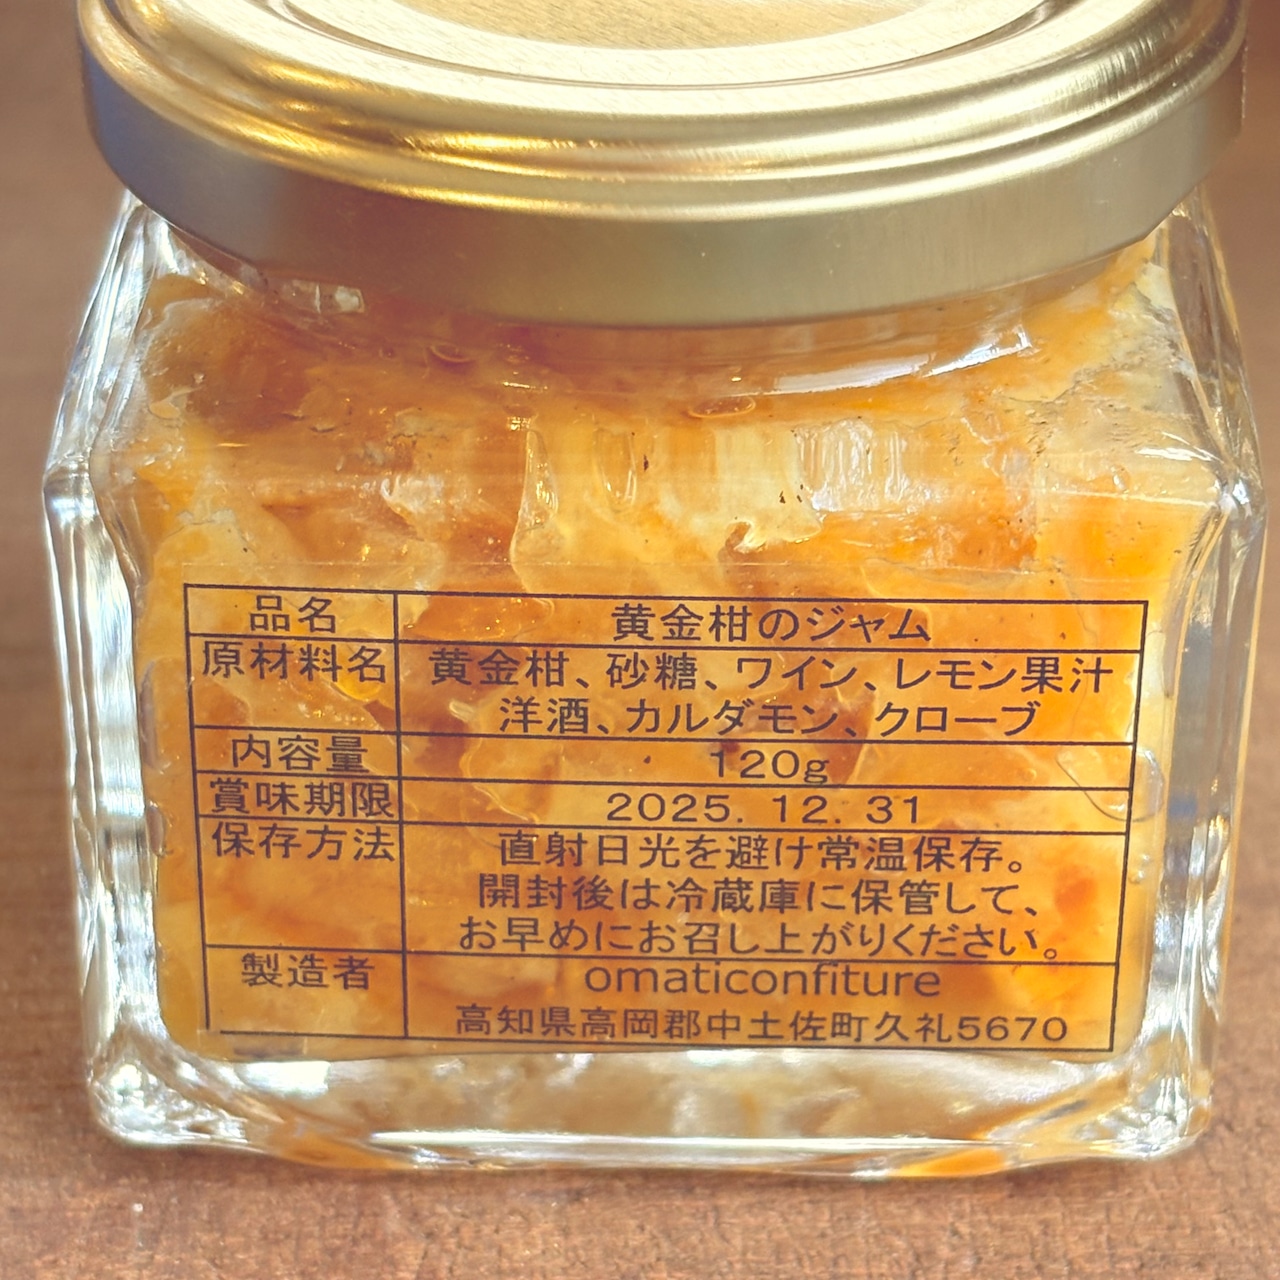 品名 黄金柑のジャム
原材料名 黄金柑、砂糖、ワイン、レモン果汁
洋酒、カルダモン、クローブ
内容量 120g
賞味期限 2025. 12. 31
保存方法 直射日光を避け常温保存。
開封後は冷蔵庫に保管して、
お早めにお召し上がりください。
製造者 omaticonfiture
高知県高岡郡中土佐町久礼5670